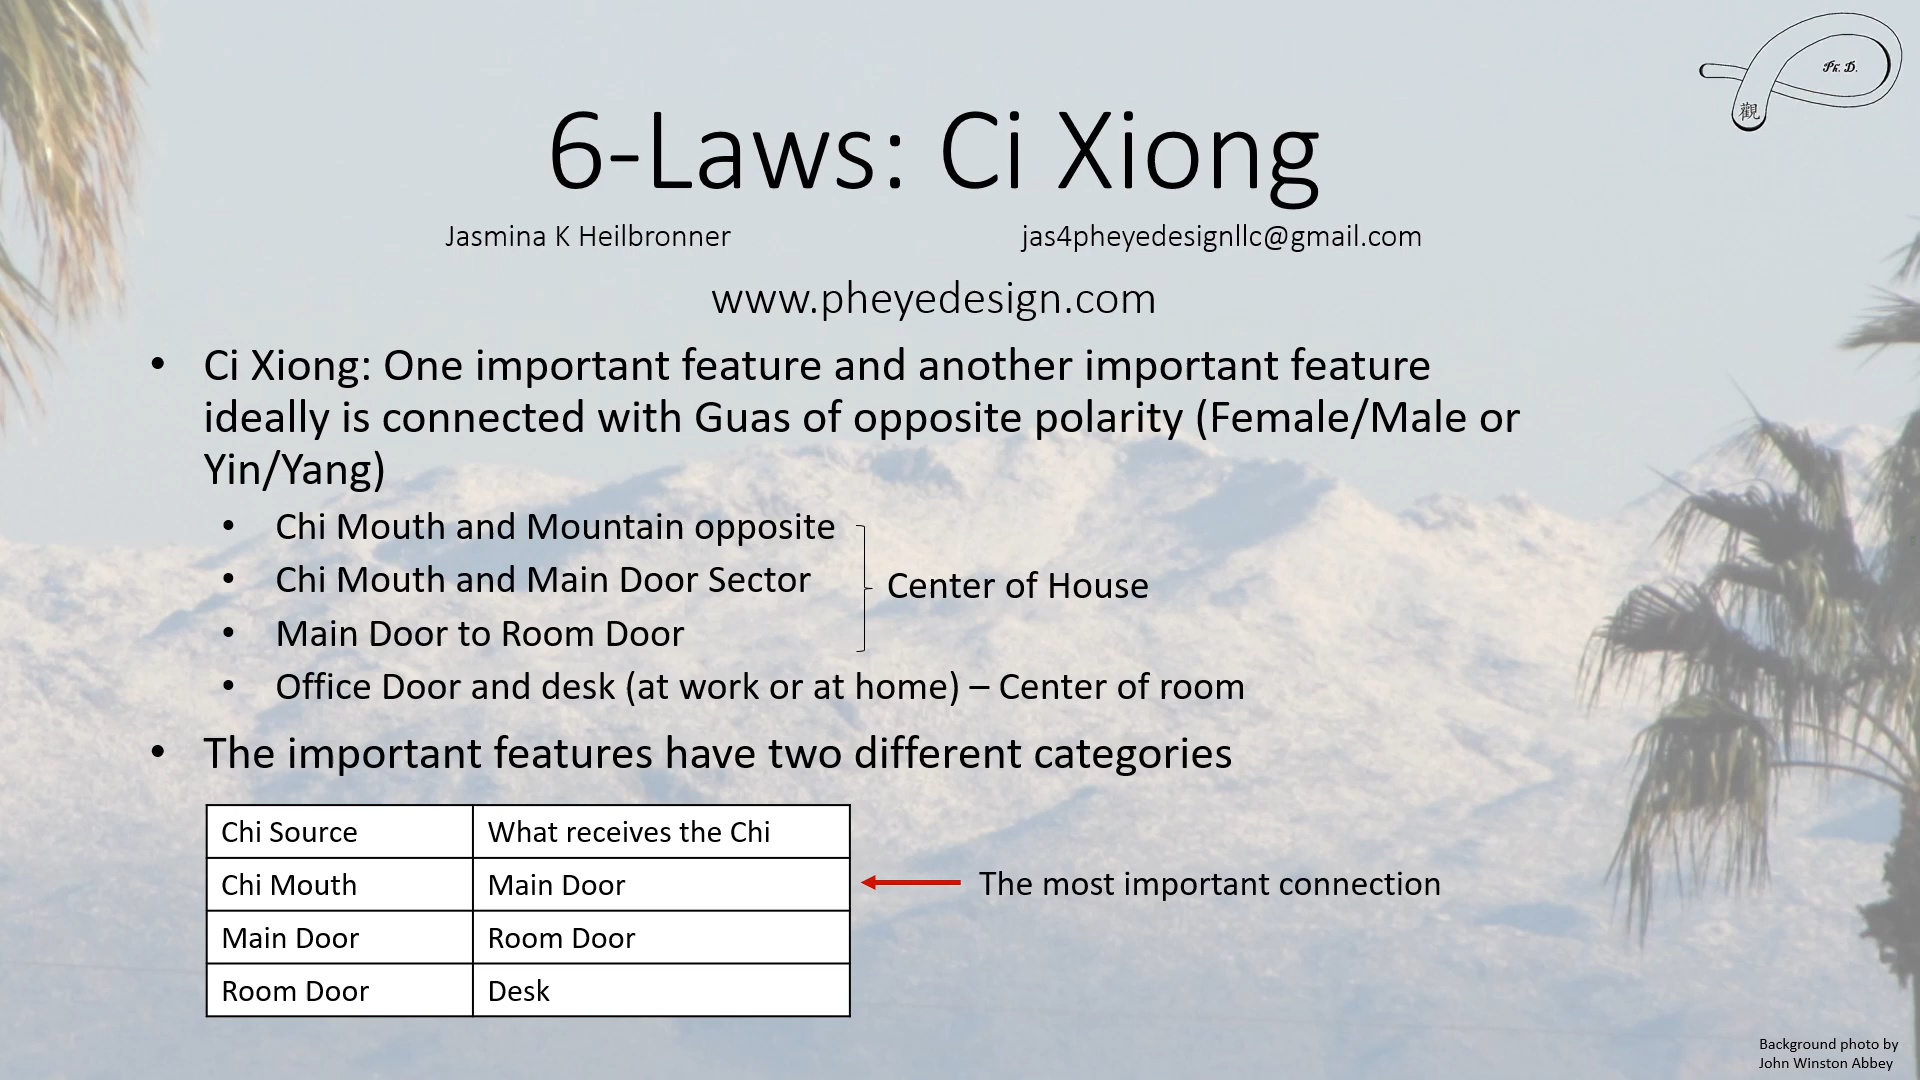 Ph.D.
觀
6-Laws: Ci Xiong
Jasmina K Heilbronner
jas4pheyedesignllc@gmail.com
www.pheyedesign.com
• Ci Xiong: One important feature and another important feature
ideally is connected with Guas of opposite polarity (Female/Male or
Yin/Yang)
• Chi Mouth and Mountain opposite
• Chi Mouth and Main Door Sector
• Main Door to Room Door
Center of House
• Office Door and desk (at work or at home) – Center of room
• The important features have two different categories
Chi Source What receives the Chi
Chi Mouth Main Door
The most important connection
Main Door Room Door
Room Door Desk
Background photo by
John Winston Abbey